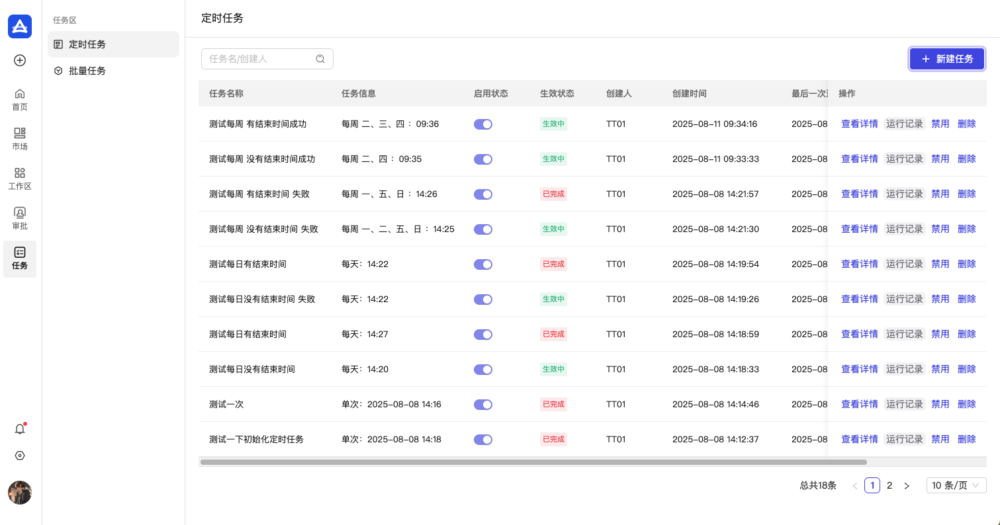 首页
市场
工作区
审批
任务
任务区
定时任务
批量任务
定时任务
任务名/创建人
新建任务
任务名称 任务信息 启用状态 生效状态 创建人 创建时间 最后一次 操作
测试每周 有结束时间成功 每周 二、三、四： 09:36 生效中 TT01 2025-08-11 09:34:16 2025-08 查看详情 运行记录 禁用 删除
测试每周 没有结束时间成功 每周 二、四： 09:35 生效中 TT01 2025-08-11 09:33:33 2025-08 查看详情 运行记录 禁用 删除
测试每周 有结束时间 失败 每周 一、五、日： 14:26 已完成 TT01 2025-08-08 14:21:57 2025-08 查看详情 运行记录 禁用 删除
测试每周 没有结束时间 失败 每周 一、二、五、日： 14:25 生效中 TT01 2025-08-08 14:21:30 2025-08 查看详情 运行记录 禁用 删除
测试每日有结束时间 每天：14:22 已完成 TT01 2025-08-08 14:19:54 2025-08 查看详情 运行记录 禁用 删除
测试每日没有结束时间 失败 每天：14:22 生效中 TT01 2025-08-08 14:19:26 2025-08 查看详情 运行记录 禁用 删除
测试每日有结束时间 每天：14:27 已完成 TT01 2025-08-08 14:18:59 2025-08 查看详情 运行记录 禁用 删除
测试每日没有结束时间 每天：14:20 生效中 TT01 2025-08-08 14:18:33 2025-08 查看详情 运行记录 禁用 删除
测试一次 单次：2025-08-08 14:16 已完成 TT01 2025-08-08 14:14:46 2025-08 查看详情 运行记录 禁用 删除
测试一下初始化定时任务 单次：2025-08-08 14:18 已完成 TT01 2025-08-08 14:12:37 2025-08 查看详情 运行记录 禁用 删除
总共18条 < 1 2 > 10 条/页